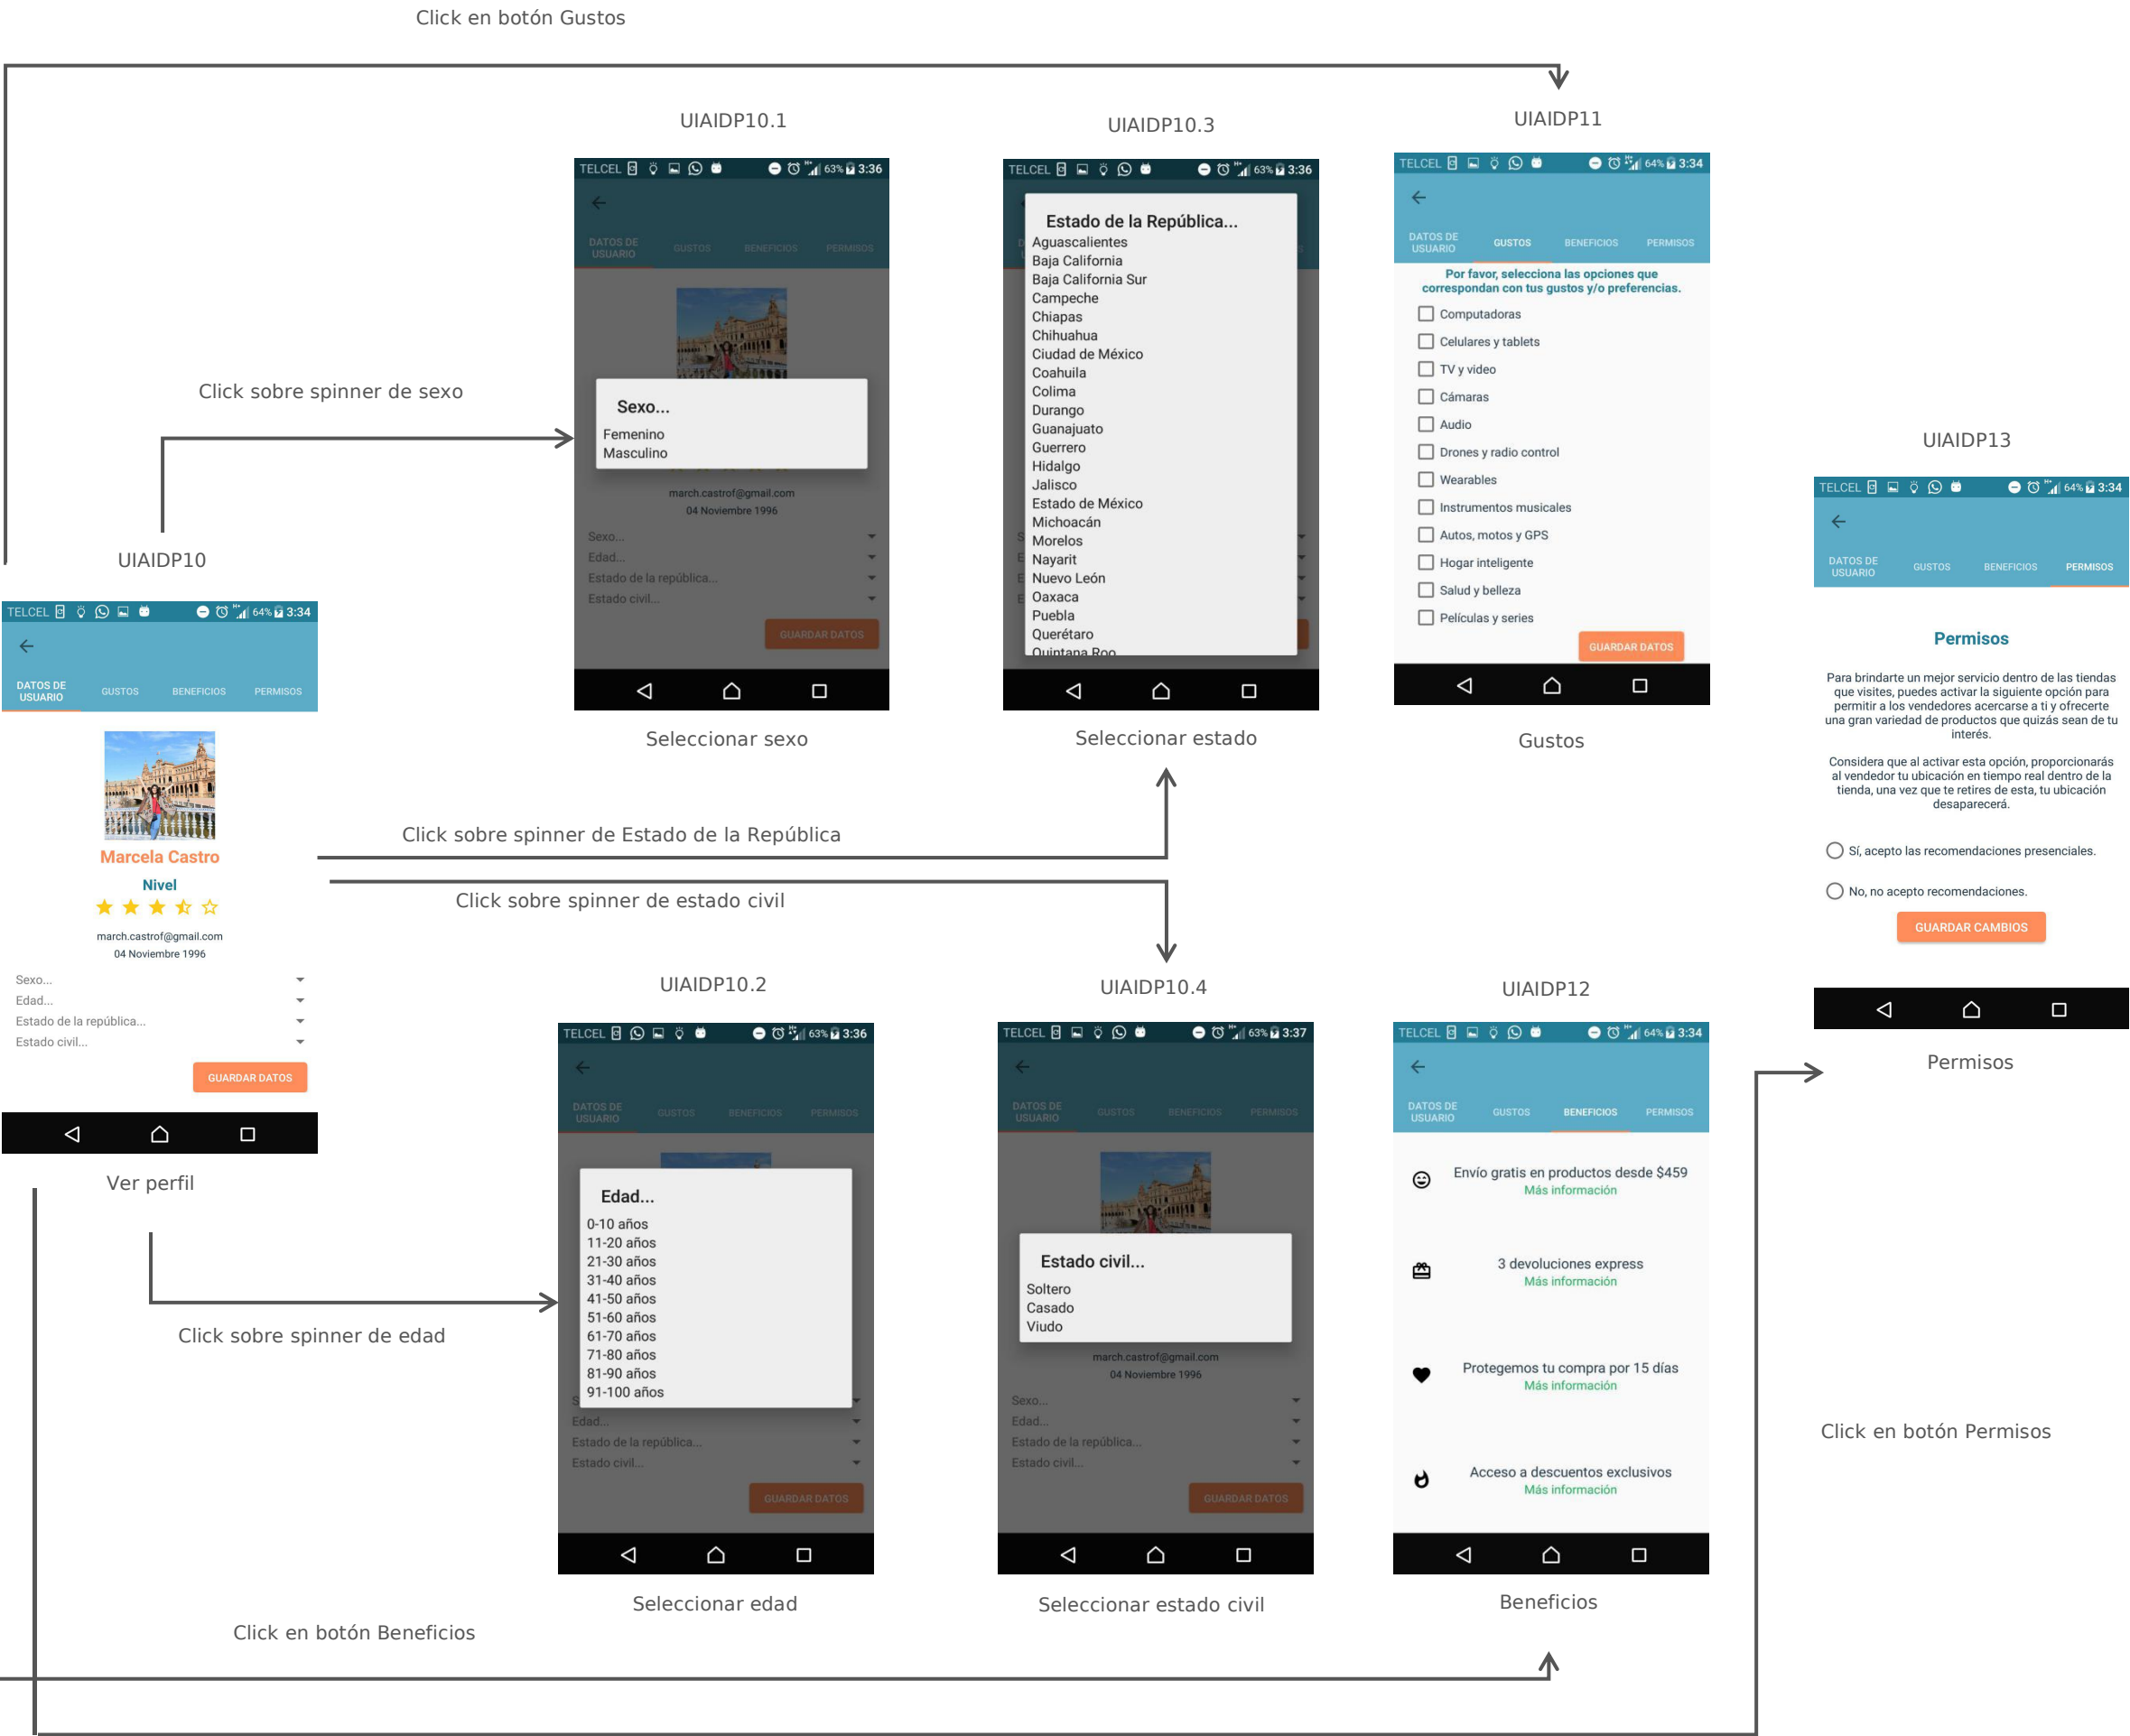 Click en botón Gustos
UIAIDP10.1
TELCEL 63% 3:36
DATOS DE
USUARIO
GUSTOS
BENEFICIOS
PERMISOS
Sexo...
Femenino
Masculino
march.castrof@gmail.com
04 Noviembre 1996
Sexo...
Edad...
Estado de la república...
Estado civil...
GUARDAR DATOS
Seleccionar sexo
UIAIDP10.3
TELCEL 63% 3:36
Estado de la República...
Aguascalientes
Baja California
Baja California Sur
Campeche
Chiapas
Chihuahua
Ciudad de México
Coahuila
Colima
Durango
Guanajuato
Guerrero
Hidalgo
Jalisco
Estado de México
Michoacán
Morelos
Nayarit
Nuevo León
Oaxaca
Puebla
Querétaro
Quintana Roo
Seleccionar estado
UIAIDP11
TELCEL 64% 3:34
DATOS DE
USUARIO
GUSTOS
BENEFICIOS
PERMISOS
Por favor, selecciona las opciones que
correspondan con tus gustos y/o preferencias.
Computadoras
Celulares y tablets
TV y video
Cámaras
Audio
Drones y radio control
Wearables
Instrumentos musicales
Autos, motos y GPS
Hogar inteligente
Salud y belleza
Películas y series
GUARDAR DATOS
Gustos
UIAIDP13
TELCEL 64% 3:34
DATOS DE
USUARIO
GUSTOS
BENEFICIOS
PERMISOS
Permisos
Para brindarte un mejor servicio dentro de las tiendas
que visites, puedes activar la siguiente opción para
permitir a los vendedores acercarse a ti y ofrecerte
una gran variedad de productos que quizás sean de tu
interés.
Considera que al activar esta opción, proporcionarás
al vendedor tu ubicación en tiempo real dentro de la
tienda, una vez que te retires de esta, tu ubicación
desaparecerá.
Sí, acepto las recomendaciones presenciales.
No, no acepto recomendaciones.
GUARDAR CAMBIOS
Permisos
Click sobre spinner de sexo
UIAIDP10
TELCEL 64% 3:34
DATOS DE
USUARIO
GUSTOS
BENEFICIOS
PERMISOS
Marcela Castro
Nivel
march.castrof@gmail.com
04 Noviembre 1996
Sexo...
Edad...
Estado de la república...
Estado civil...
GUARDAR DATOS
Ver perfil
Click sobre spinner de Estado de la República
Click sobre spinner de estado civil
Click sobre spinner de edad
UIAIDP10.2
TELCEL 63% 3:36
DATOS DE
USUARIO
GUSTOS
BENEFICIOS
PERMISOS
Edad...
0-10 años
11-20 años
21-30 años
31-40 años
41-50 años
51-60 años
61-70 años
71-80 años
81-90 años
91-100 años
Edad...
Estado de la república...
Estado civil...
GUARDAR DATOS
Seleccionar edad
UIAIDP10.4
TELCEL 63% 3:37
DATOS DE
USUARIO
GUSTOS
BENEFICIOS
PERMISOS
Estado civil...
Soltero
Casado
Viudo
march.castrof@gmail.com
04 Noviembre 1996
Sexo...
Edad...
Estado de la república...
Estado civil...
GUARDAR DATOS
Seleccionar estado civil
UIAIDP12
TELCEL 64% 3:34
DATOS DE
USUARIO
GUSTOS
BENEFICIOS
PERMISOS
Envío gratis en productos desde $459
Más información
3 devoluciones express
Más información
Protegemos tu compra por 15 días
Más información
Acceso a descuentos exclusivos
Más información
Beneficios
Click en botón Permisos
Click en botón Beneficios